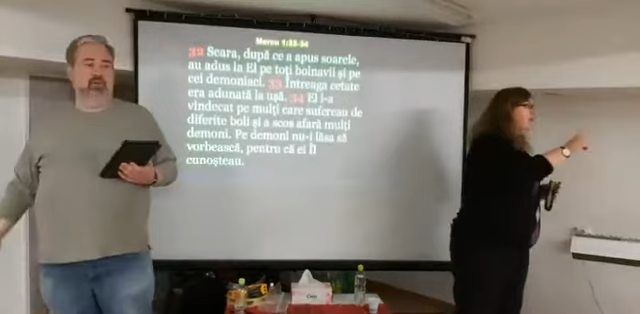 Marcu 1:32-34
32 Seara, după ce a apus soarele,
au adus la El pe toți bolnavii și pe
cei demoniaci. 33 Întreaga cetate
era adunată la ușă. 34 El i-a
vindecat pe mulți care sufereau de
diferite boli și a scos afară mulți
demoni. Pe demoni nu-i lăsa să
vorbească, pentru că ei Îl
cunoșteau.